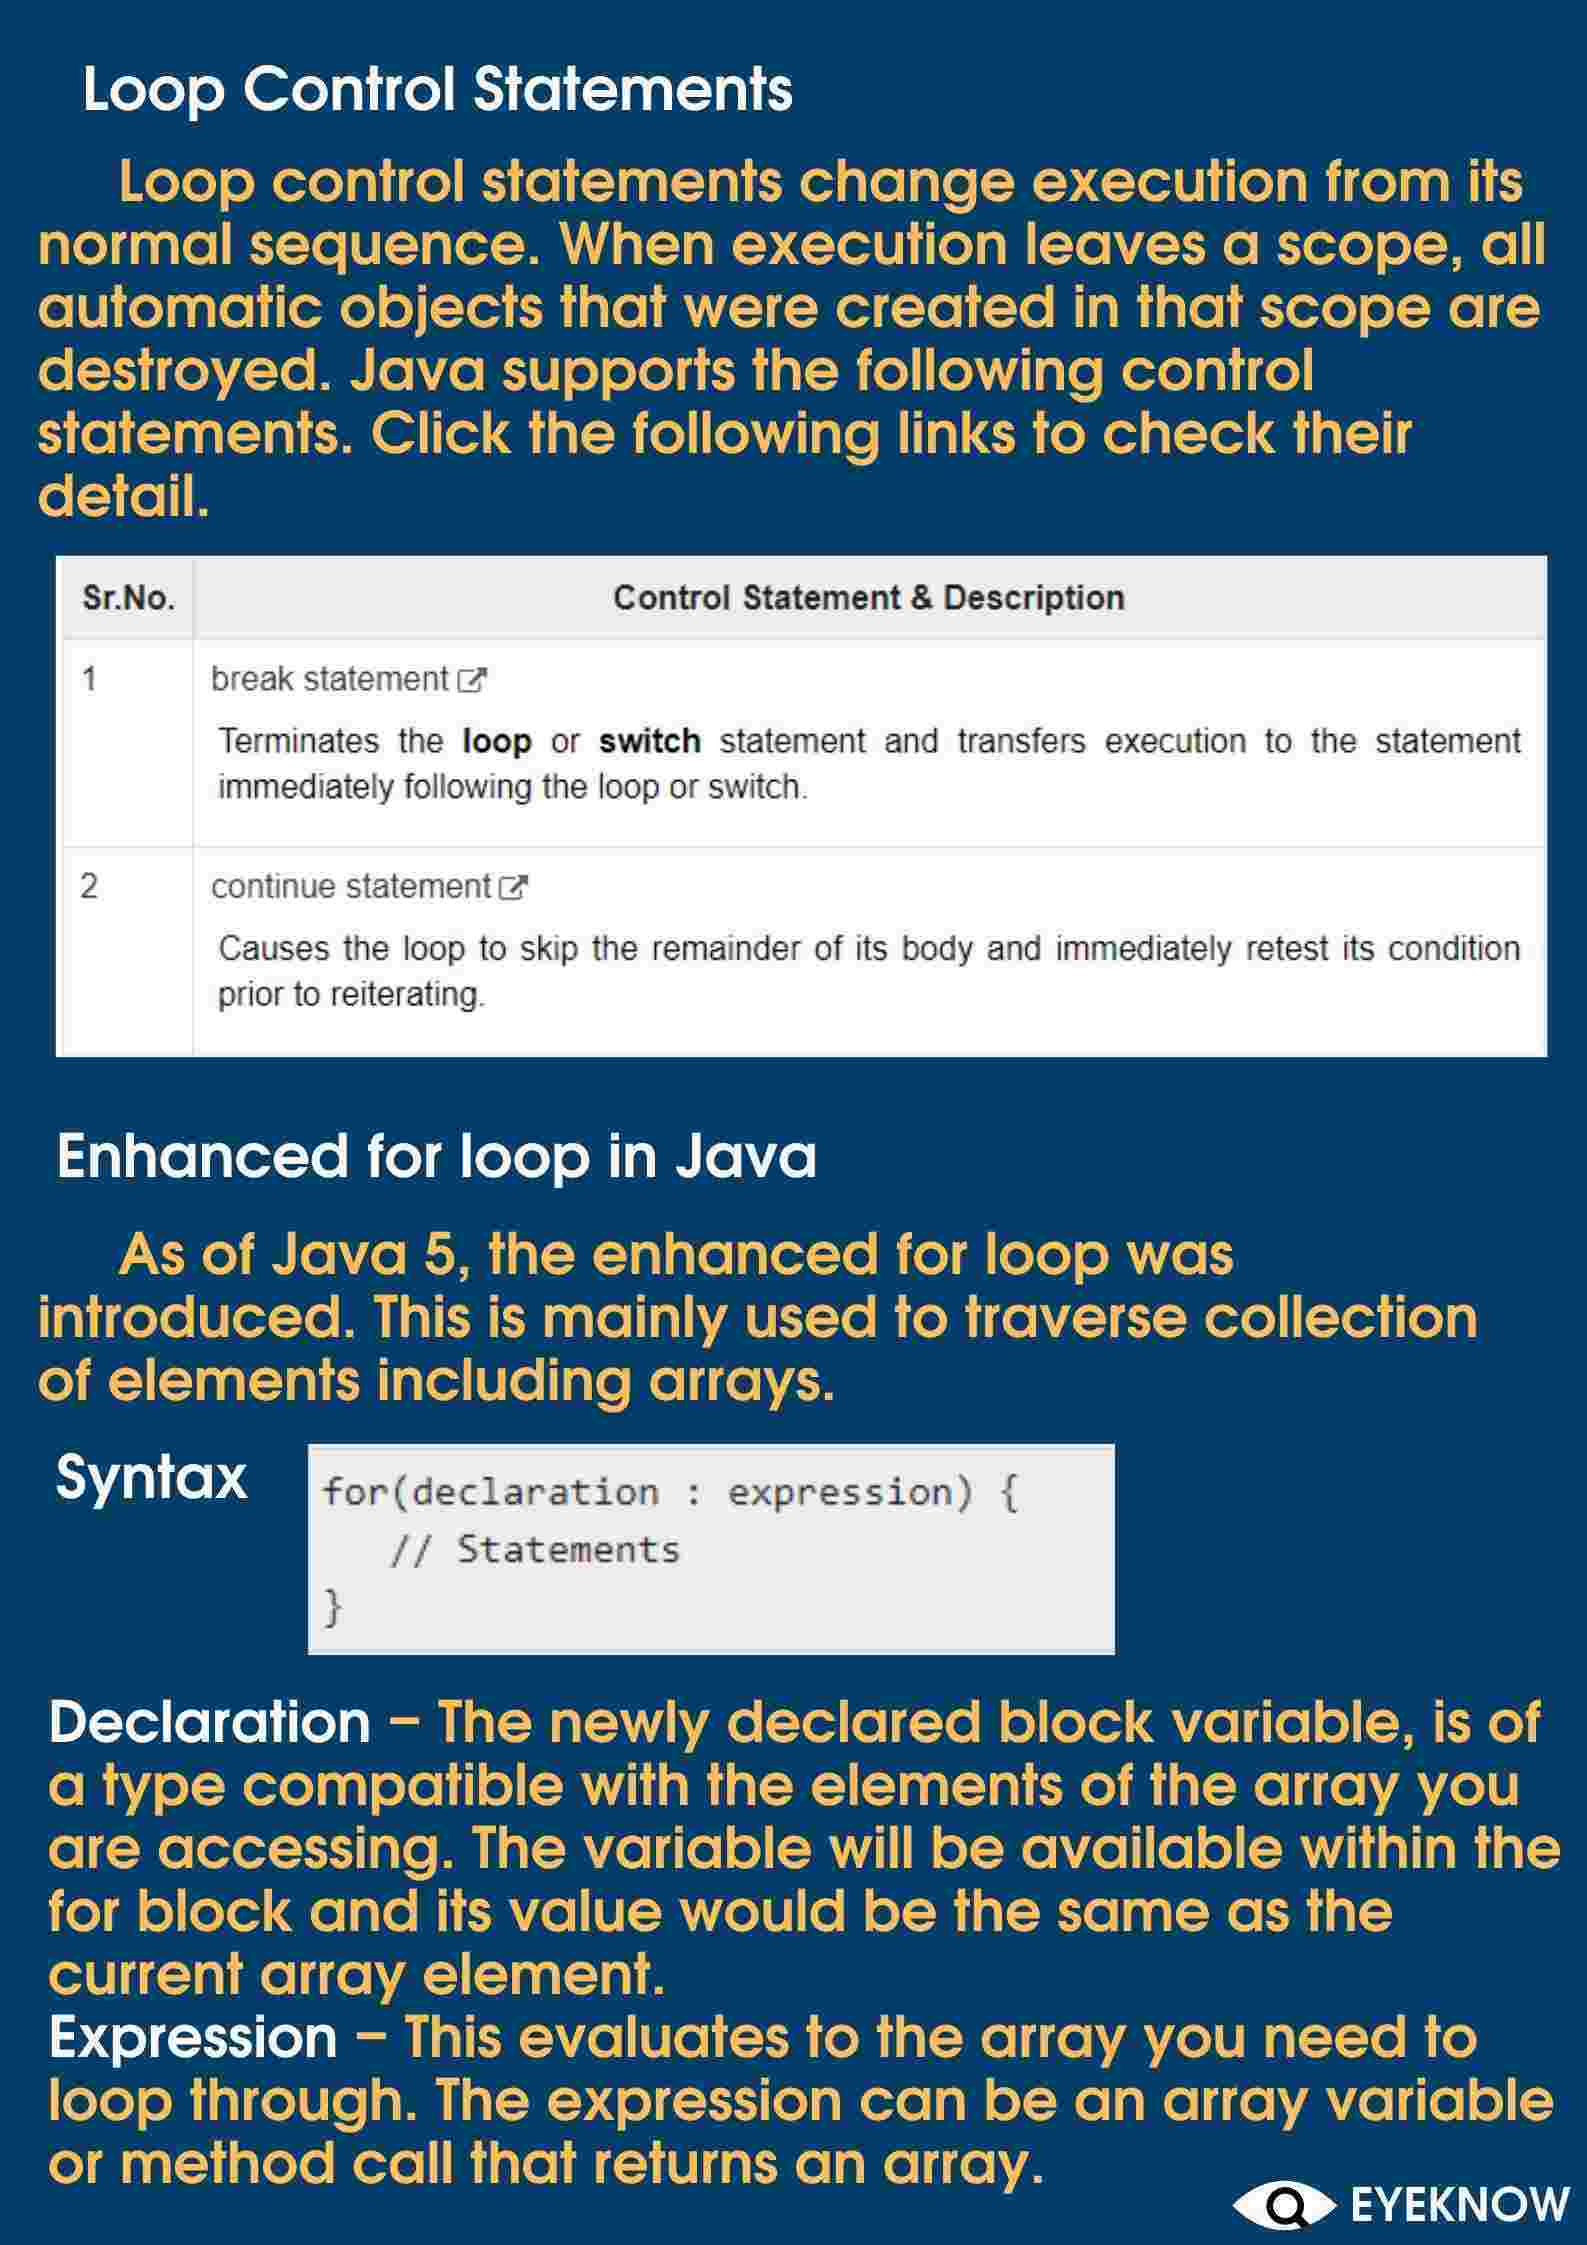 Loop Control Statements
Loop control statements change execution from its
normal sequence. When execution leaves a scope, all
automatic objects that were created in that scope are
destroyed. Java supports the following control
statements. Click the following links to check their
detail.
Sr.No. Control Statement & Description
1 break statement
Terminates the loop or switch statement and transfers execution to the statement
immediately following the loop or switch.
2 continue statement
Causes the loop to skip the remainder of its body and immediately retest its condition
prior to reiterating.
Enhanced for loop in Java
As of Java 5, the enhanced for loop was
introduced. This is mainly used to traverse collection
of elements including arrays.
Syntax
for(declaration : expression) {
// Statements
}
Declaration – The newly declared block variable, is of
a type compatible with the elements of the array you
are accessing. The variable will be available within the
for block and its value would be the same as the
current array element.
Expression – This evaluates to the array you need to
loop through. The expression can be an array variable
or method call that returns an array.
EYEKNOW